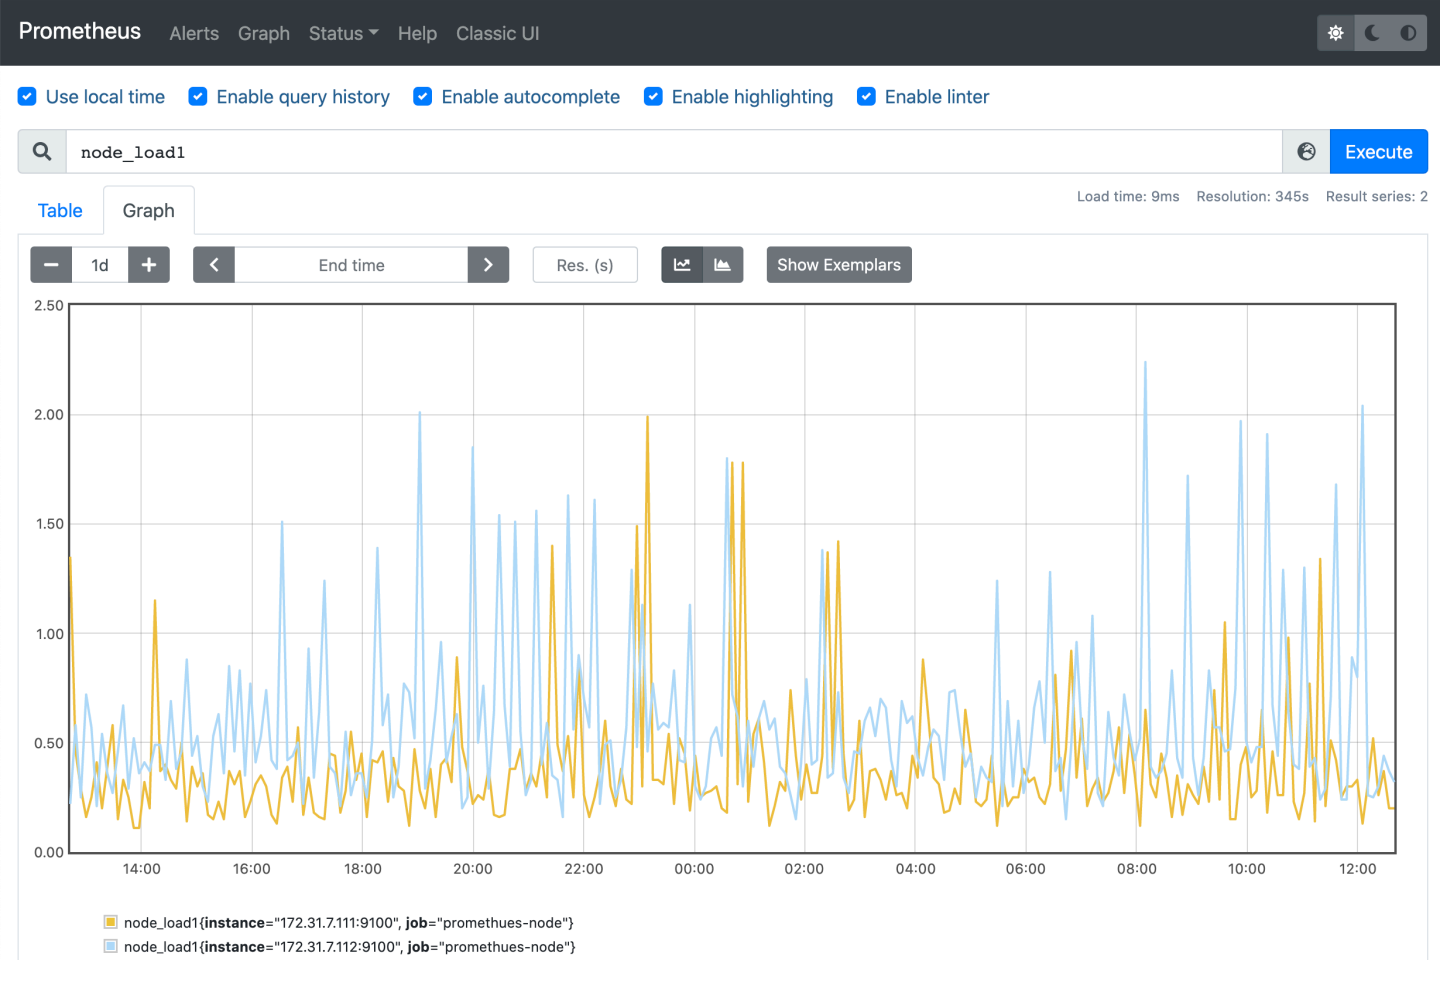 Prometheus Alerts Graph Status Help Classic UI
Use local time Enable query history Enable autocomplete Enable highlighting Enable linter
node_load1 Execute
Load time: 9ms Resolution: 345s Result series: 2
Table Graph
1d End time Res. (s) Show Exemplars
2.50
2.00
1.50
1.00
0.50
0.00
14:00 16:00 18:00 20:00 22:00 00:00 02:00 04:00 06:00 08:00 10:00 12:00
node_load1{instance="172.31.7.111:9100", job="promethues-node"}
node_load1{instance="172.31.7.112:9100", job="promethues-node"}